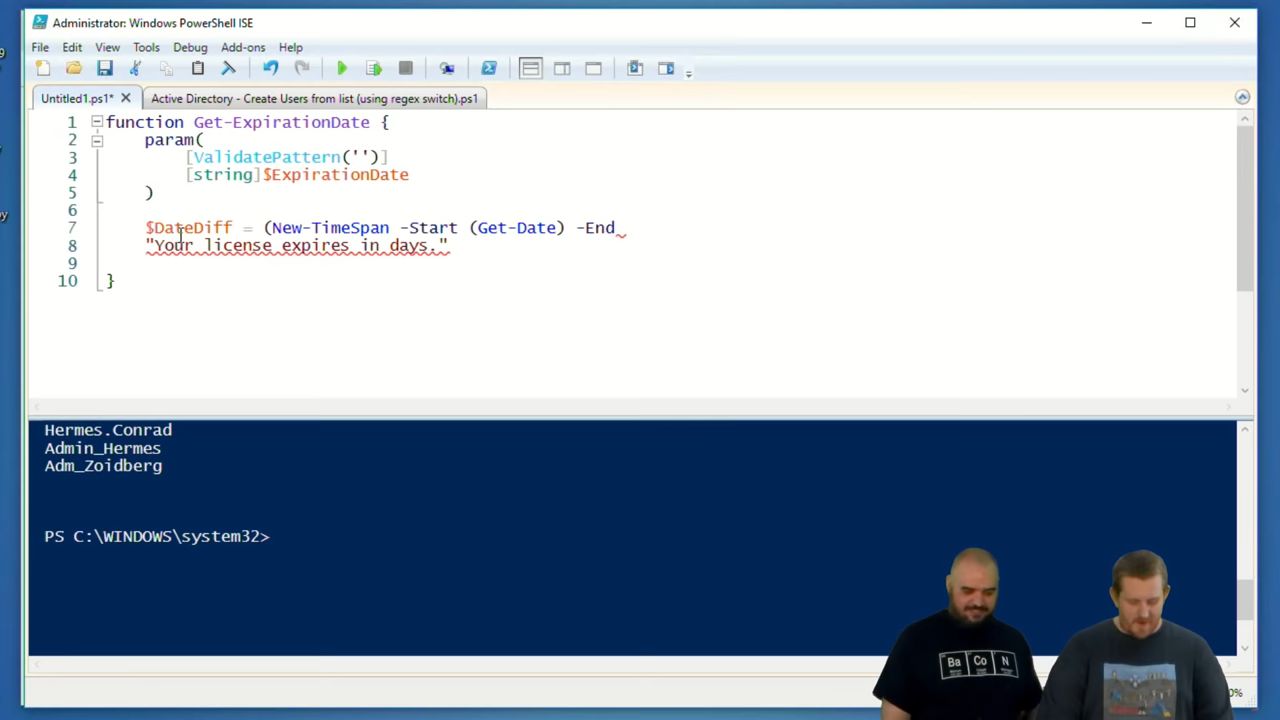 9
Administrator: Windows PowerShell ISE
File Edit View Tools Debug Add-ons Help
Untitled1.ps1* Active Directory - Create Users from list (using regex switch).ps1
1 function Get-ExpirationDate {
2 param(
3 [ValidatePattern('')]
4 [string]$ExpirationDate
5 )
6
7 $DateDiff = (New-TimeSpan -Start (Get-Date) -End
8 "Your license expires in days."
9
10 }
Hermes.Conrad
Admin_Hermes
Adm_Zoidberg
PS C:\WINDOWS\system32>
Ba Co N
0%